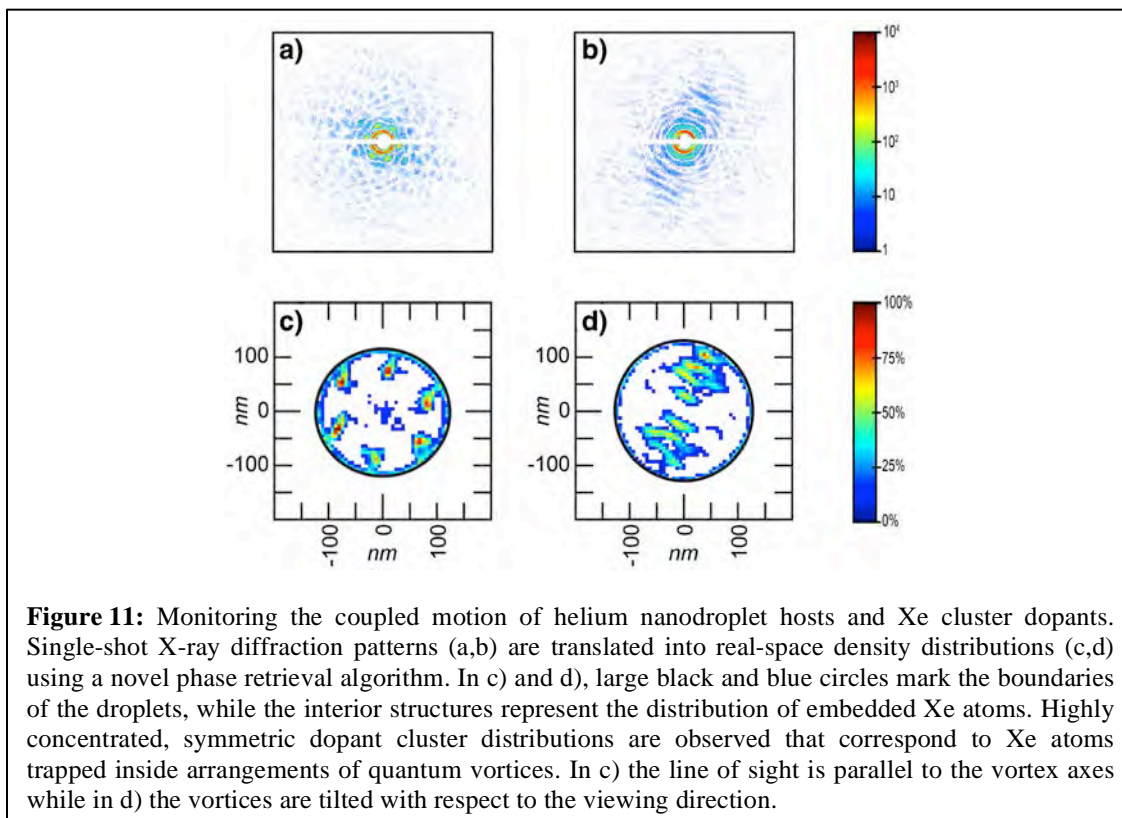 a)
b)
10⁴
10³
10²
10
1
c)
d)
100
0
-100
nm
-100
0
100
nm
100
0
-100
nm
-100
0
100
nm
100%
75%
50%
25%
0%
Figure 11: Monitoring the coupled motion of helium nanodroplet hosts and Xe cluster dopants.
Single-shot X-ray diffraction patterns (a,b) are translated into real-space density distributions (c,d)
using a novel phase retrieval algorithm. In c) and d), large black and blue circles mark the boundaries
of the droplets, while the interior structures represent the distribution of embedded Xe atoms. Highly
concentrated, symmetric dopant cluster distributions are observed that correspond to Xe atoms
trapped inside arrangements of quantum vortices. In c) the line of sight is parallel to the vortex axes
while in d) the vortices are tilted with respect to the viewing direction.